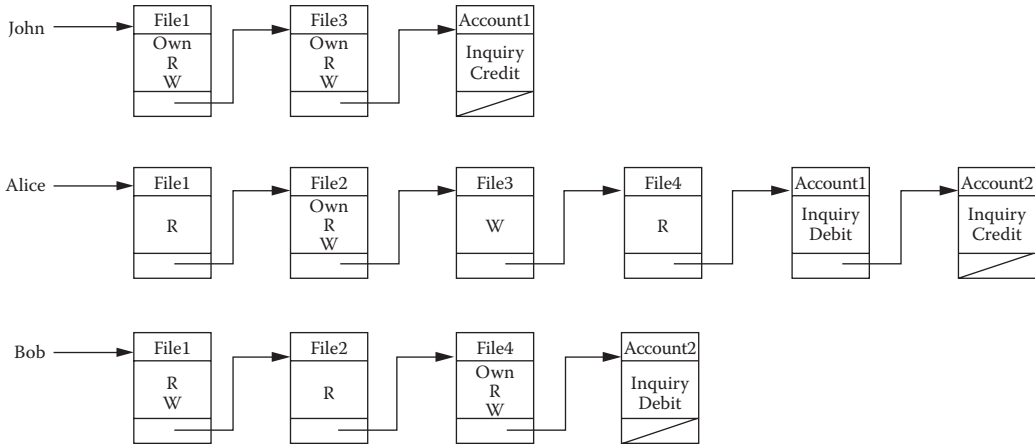 File1
File3
Account1
John
Own
R
W
Own
R
W
Inquiry
Credit
File1
File2
File3
File4
Account1
Account2
Alice
R
Own
R
W
W
R
Inquiry
Debit
Inquiry
Credit
File1
File2
File4
Account2
Bob
R
W
R
Own
R
W
Inquiry
Debit